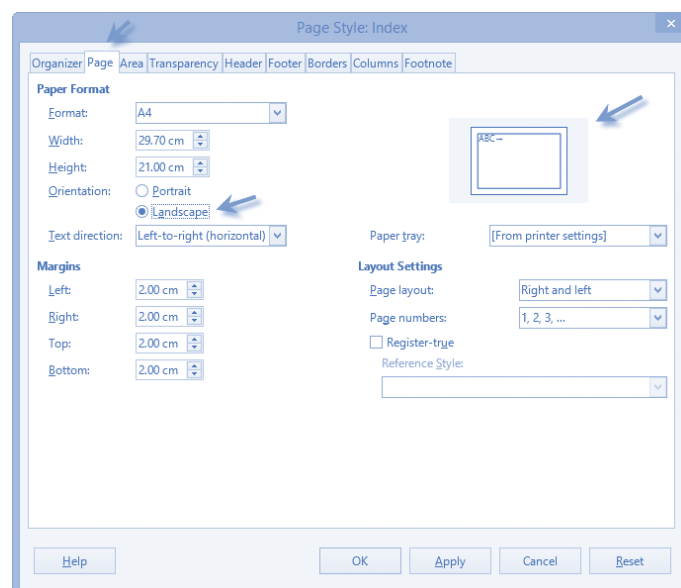 Page Style: Index
Organizer Page Area Transparency Header Footer Borders Columns Footnote
Paper Format
Format: A4
Width: 29.70 cm
Height: 21.00 cm
Orientation: Portrait
Landscape
ABC→
Text direction: Left-to-right (horizontal) Paper tray: [From printer settings]
Margins Layout Settings
Left: 2.00 cm Page layout: Right and left
Right: 2.00 cm Page numbers: 1, 2, 3, ...
Top: 2.00 cm Register-true
Reference Style:
Bottom: 2.00 cm
Help OK Apply Cancel Reset